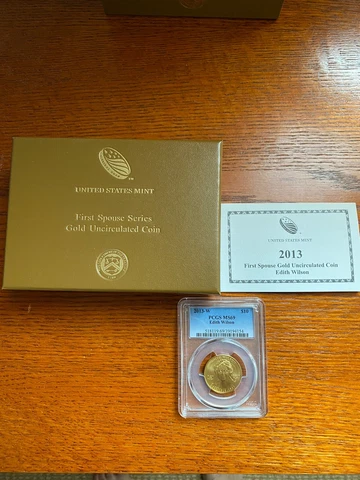 UNITED STATES MINT
First Spouse Series
Gold Uncirculated Coin
UNITED STATES MINT
2013
First Spouse Gold Uncirculated Coin
Edith Wilson
2013-W $10
PCGS MS69
Edith Wilson